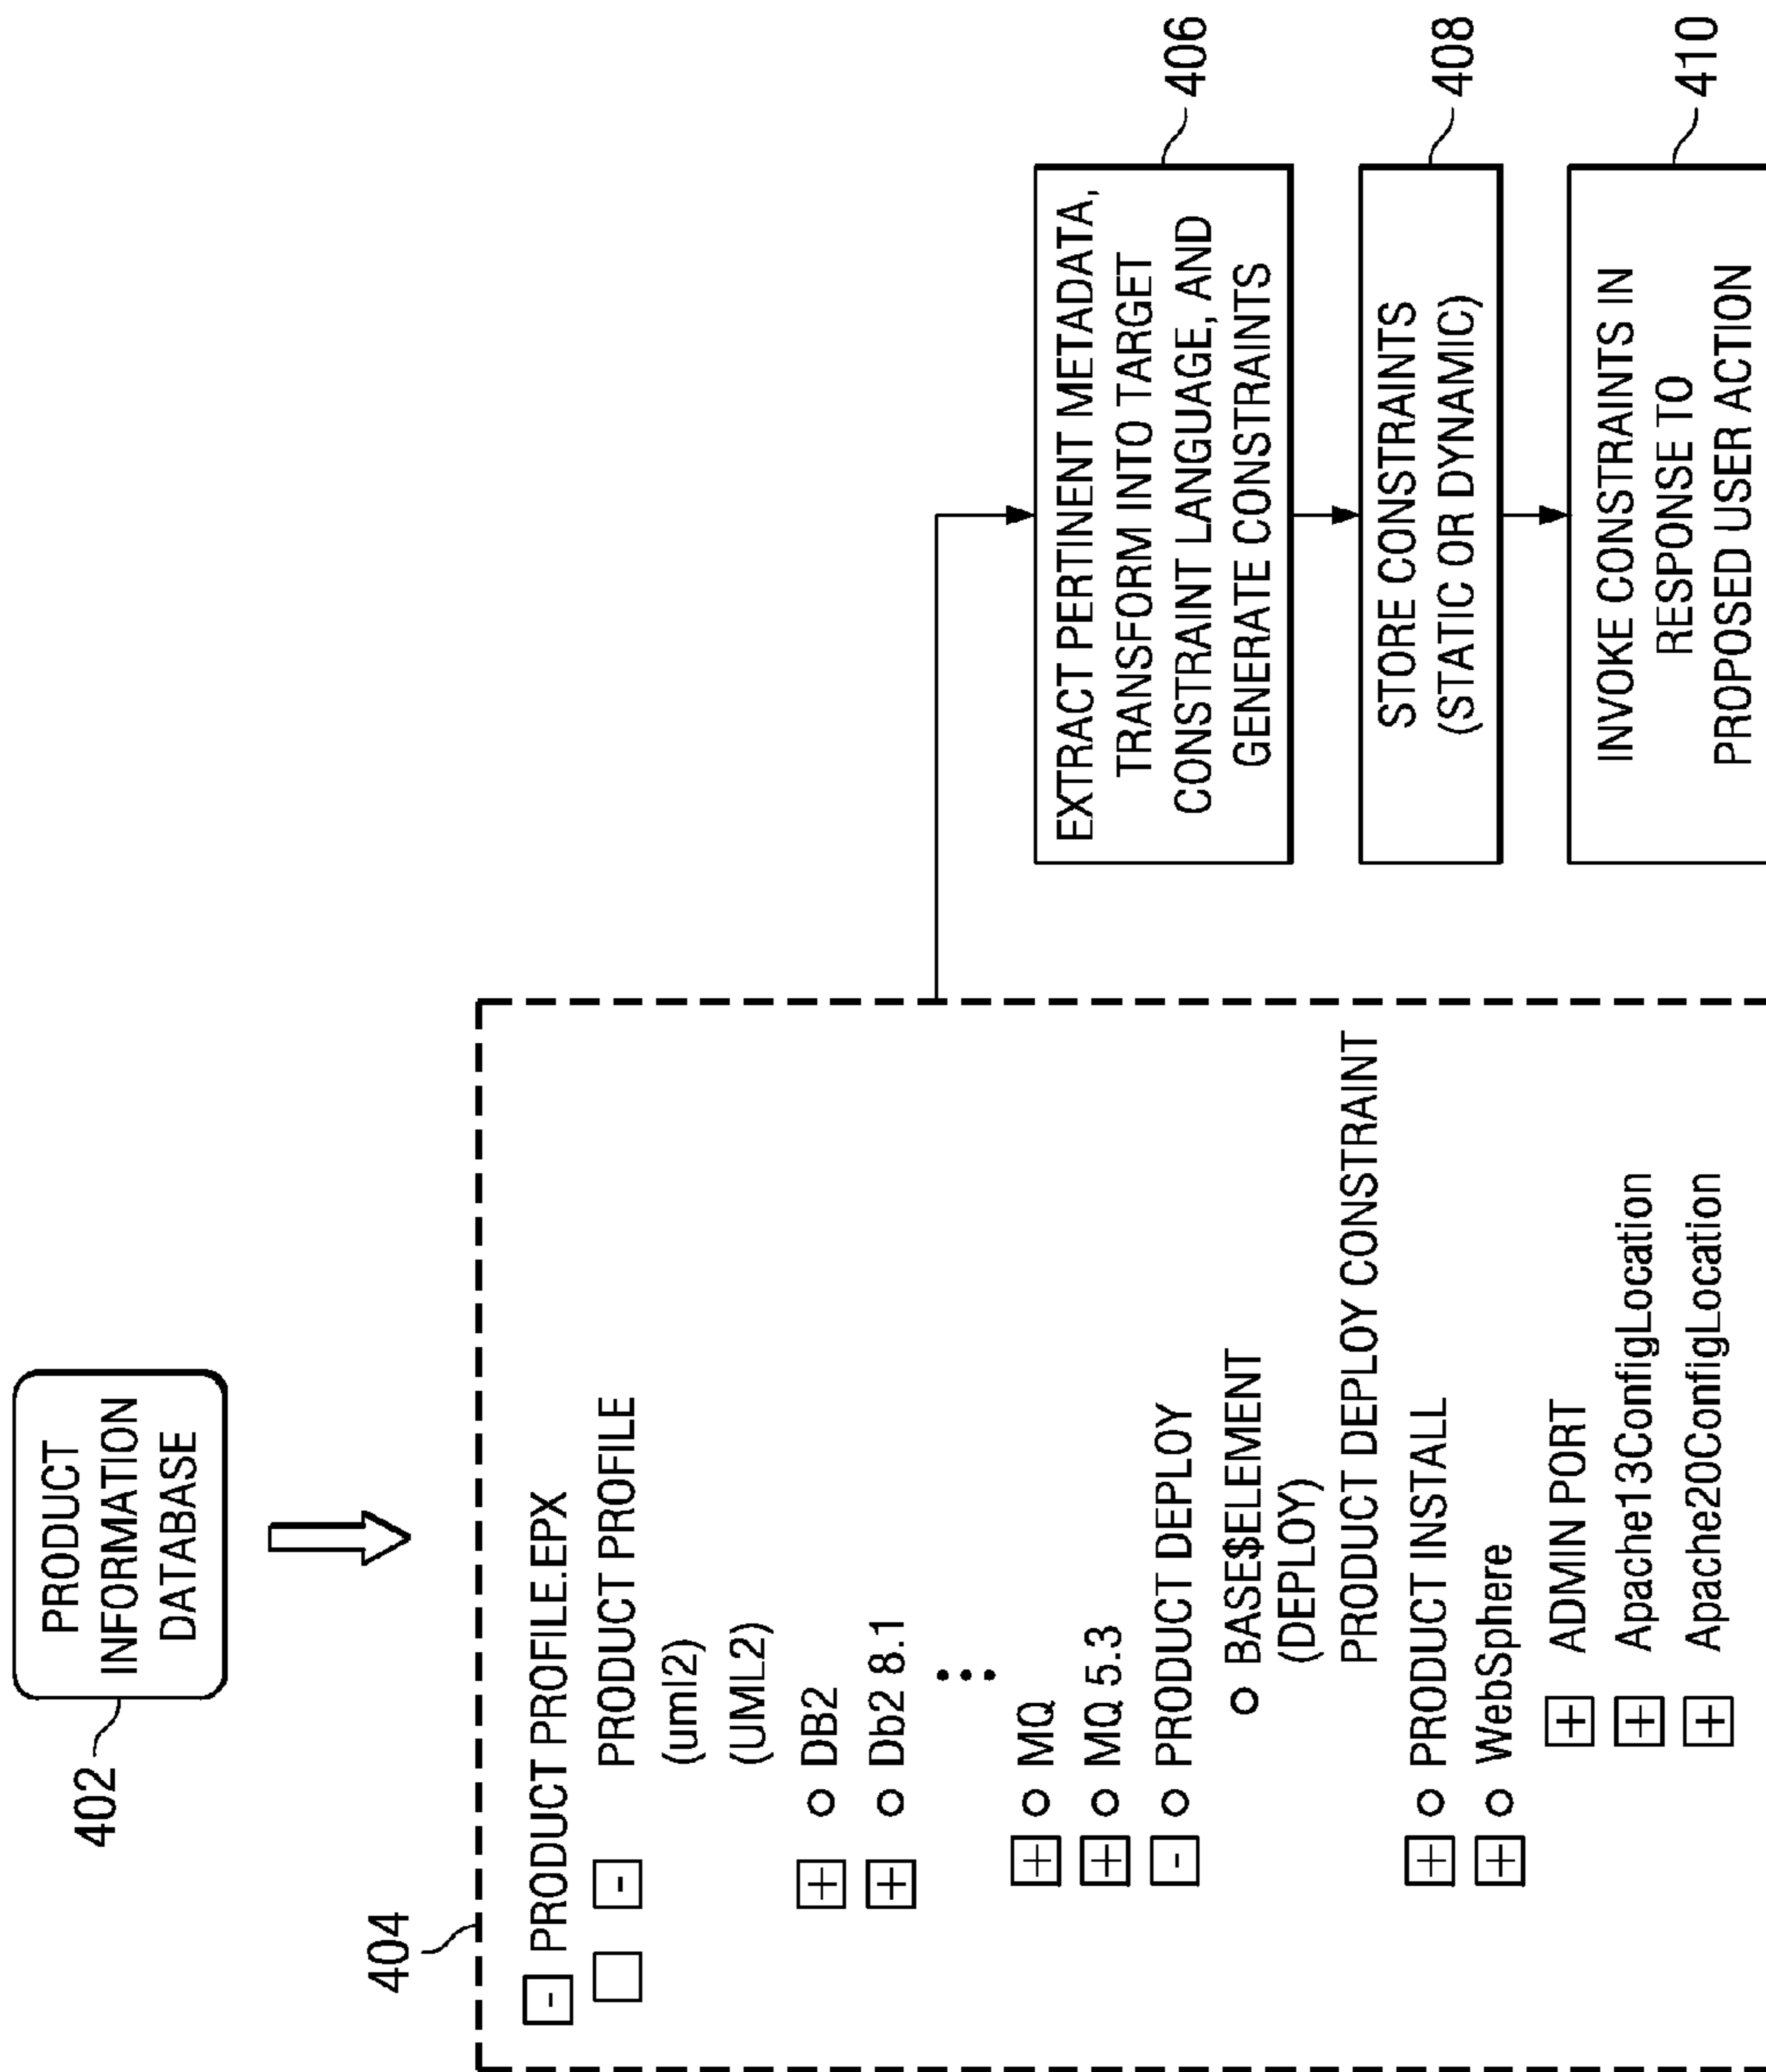 PRODUCT
INFORMATION
DATABASE
402
404
PRODUCT PROFILE.EPX
PRODUCT PROFILE
(uml2)
(UML2)
DB2
Db2 8.1
MQ
MQ 5.3
PRODUCT DEPLOY
BASE$ELEMENT
(DEPLOY)
PRODUCT DEPLOY CONSTRAINT
PRODUCT INSTALL
WebSphere
ADMIN PORT
Apache13ConfigLocation
Apache20ConfigLocation
EXTRACT PERTINENT METADATA,
TRANSFORM INTO TARGET
CONSTRAINT LANGUAGE, AND
GENERATE CONSTRAINTS
406
STORE CONSTRAINTS
(STATIC OR DYNAMIC)
408
INVOKE CONSTRAINTS IN
RESPONSE TO
PROPOSED USER ACTION
410